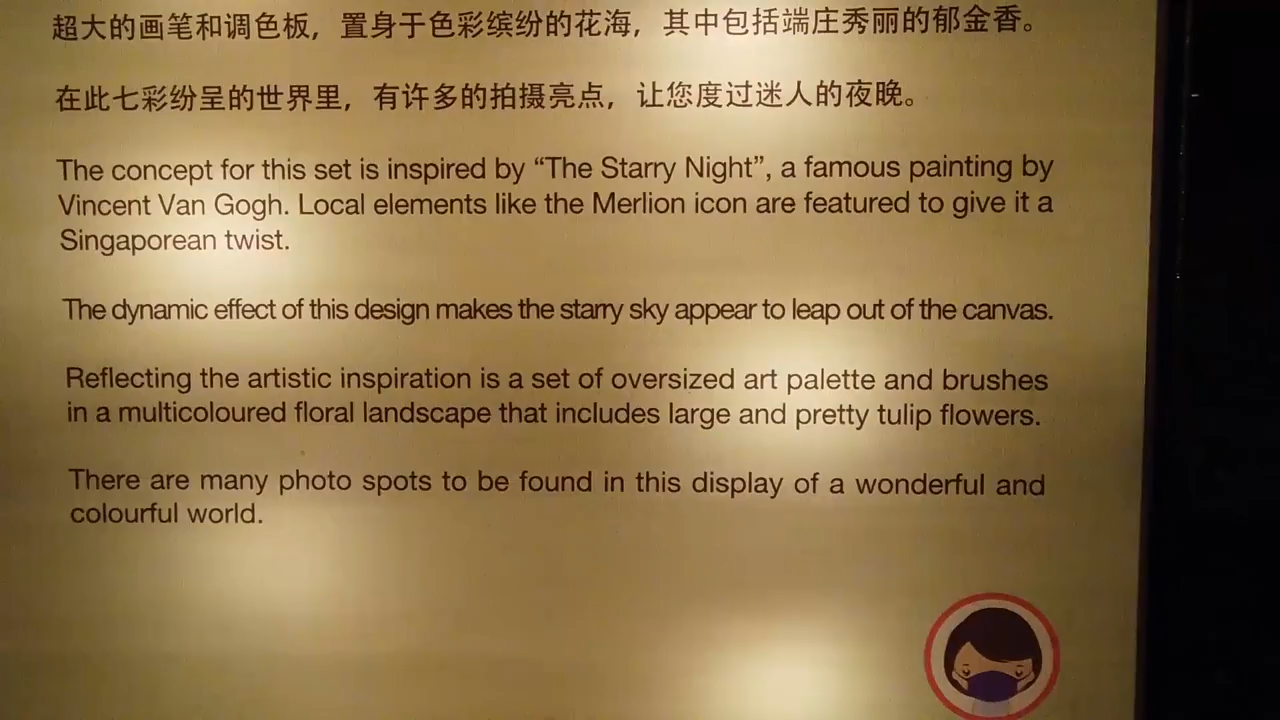 超大的画笔和调色板，置身于色彩缤纷的花海，其中包括端庄秀丽的郁金香。
在此七彩纷呈的世界里，有许多的拍摄亮点，让您度过迷人的夜晚。
The concept for this set is inspired by “The Starry Night”, a famous painting by
Vincent Van Gogh. Local elements like the Merlion icon are featured to give it a
Singaporean twist.
The dynamic effect of this design makes the starry sky appear to leap out of the canvas.
Reflecting the artistic inspiration is a set of oversized art palette and brushes
in a multicoloured floral landscape that includes large and pretty tulip flowers.
There are many photo spots to be found in this display of a wonderful and
colourful world.